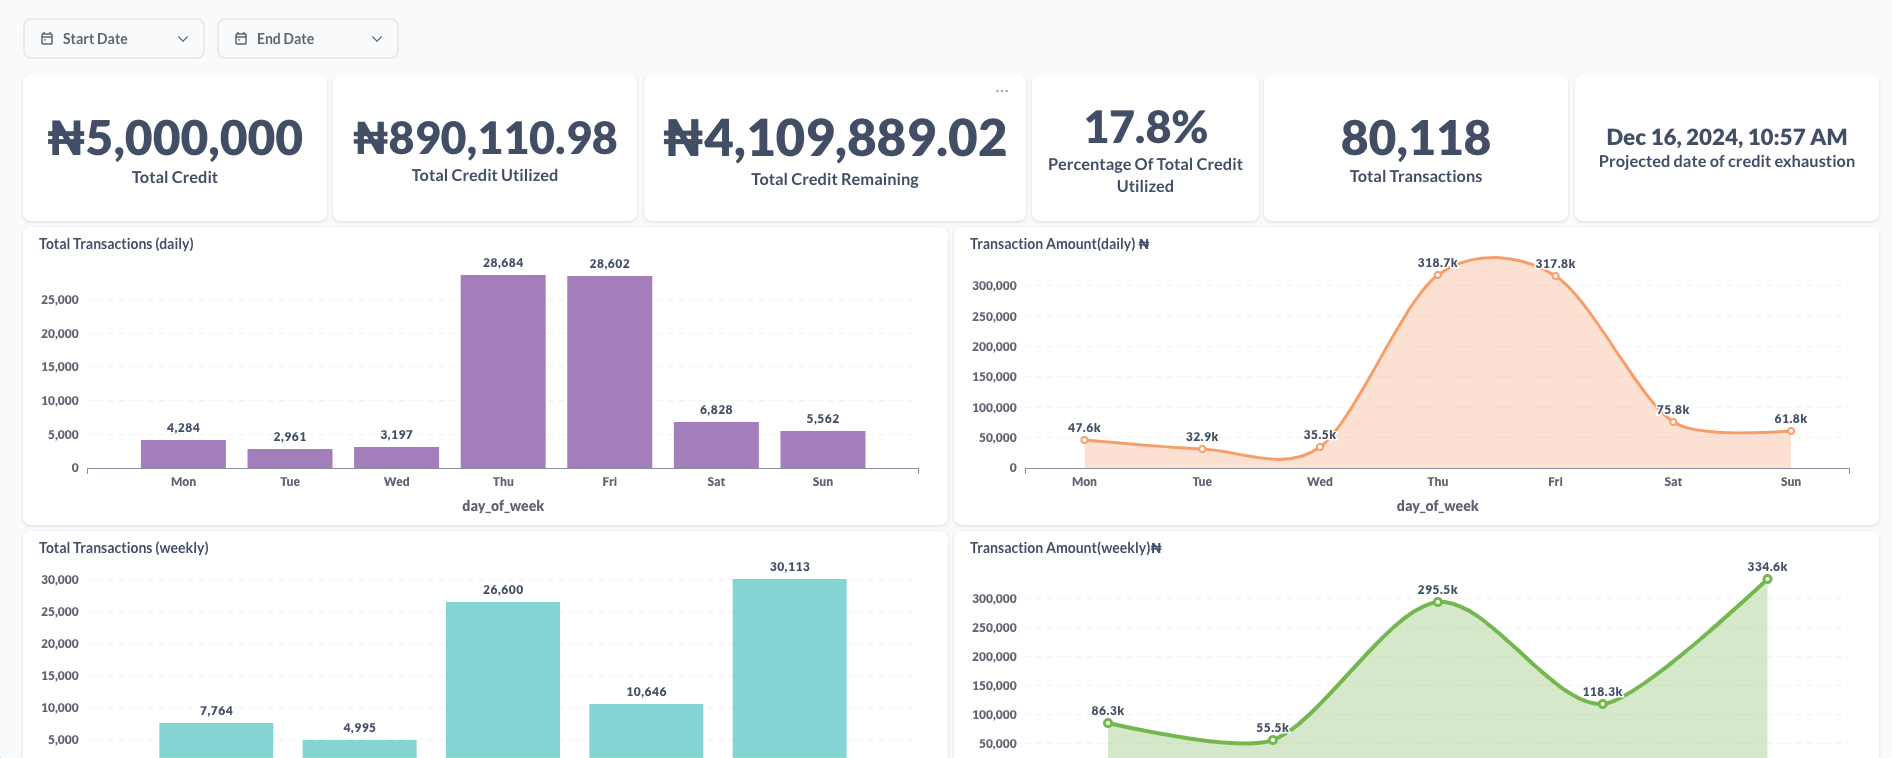 Start Date
End Date
₦5,000,000
Total Credit
₦890,110.98
Total Credit Utilized
...
₦4,109,889.02
Total Credit Remaining
17.8%
Percentage Of Total Credit
Utilized
80,118
Total Transactions
Dec 16, 2024, 10:57 AM
Projected date of credit exhaustion
Total Transactions (daily)
28,684
28,602
25,000
20,000
15,000
10,000
6,828
5,562
5,000
4,284
2,961
3,197
0
Mon
Tue
Wed
Thu
Fri
Sat
Sun
day_of_week
Transaction Amount(daily) ₦
318.7k
317.8k
300,000
250,000
200,000
150,000
100,000
75.8k
61.8k
50,000
47.6k
32.9k
35.5k
0
Mon
Tue
Wed
Thu
Fri
Sat
Sun
day_of_week
Total Transactions (weekly)
30,113
30,000
26,600
25,000
20,000
15,000
10,646
10,000
7,764
4,995
5,000
Transaction Amount(weekly)₦
334.6k
295.5k
300,000
250,000
200,000
150,000
118.3k
100,000
86.3k
55.5k
50,000